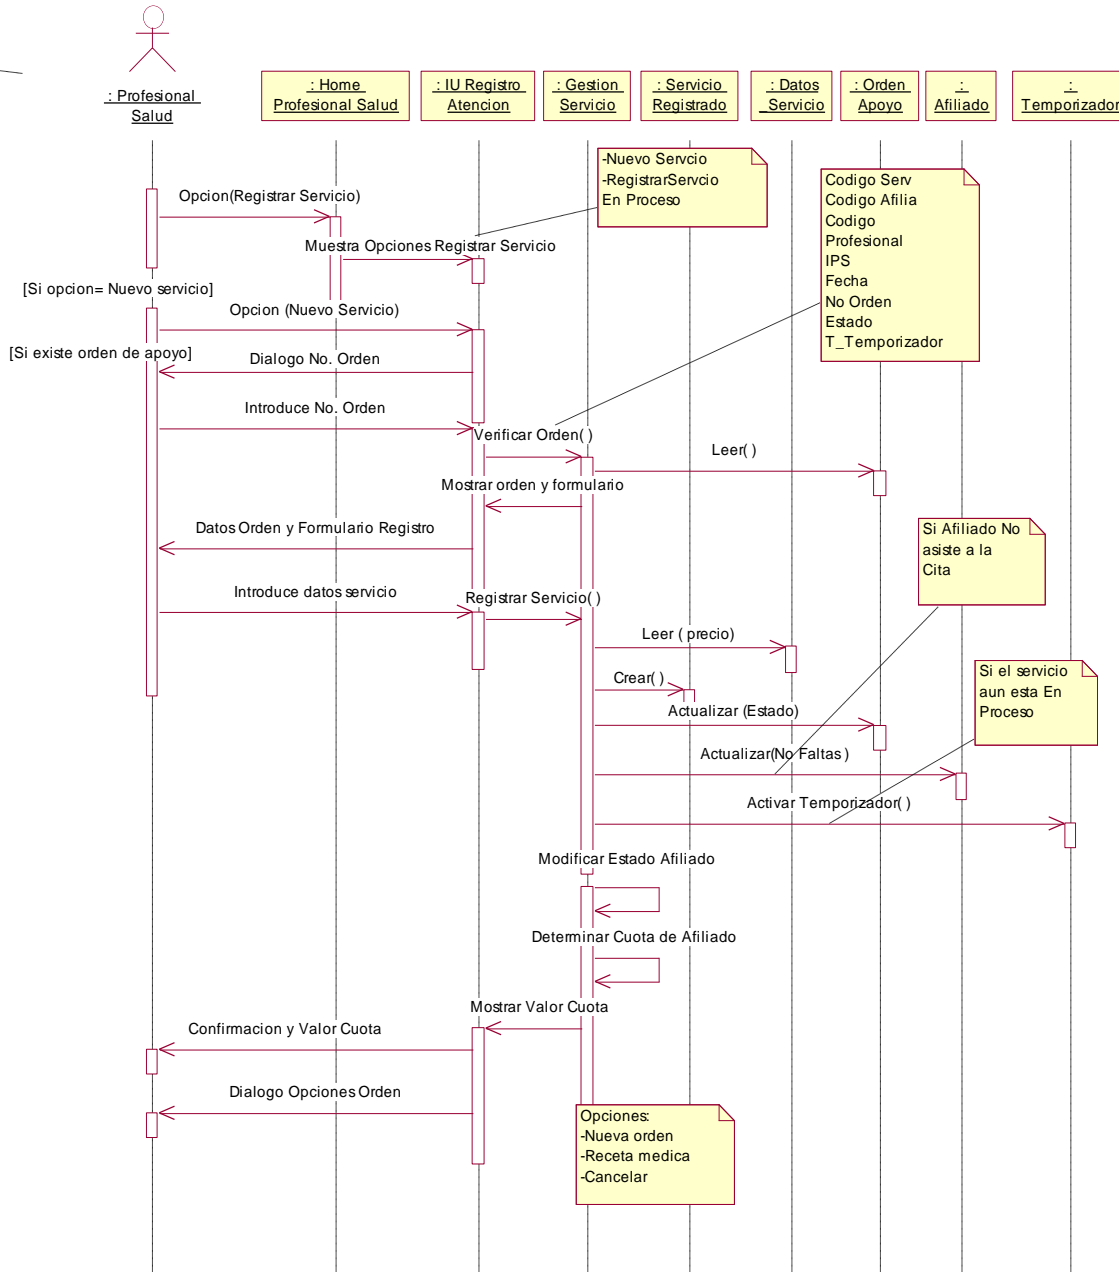 : Profesional
Salud
: Home
Profesional Salud
: IU Registro
Atencion
: Gestion
Servicio
: Servicio
Registrado
: Datos
_Servicio
: Orden
Apoyo
:
Afiliado
:
Temporizador
-Nuevo Servcio
-RegistrarServcio
En Proceso
Codigo Serv
Codigo Afilia
Codigo
Profesional
IPS
Fecha
No Orden
Estado
T_Temporizador
Opcion(Registrar Servicio)
Muestra Opciones Registrar Servicio
[Si opcion= Nuevo servicio]
Opcion (Nuevo Servicio)
[Si existe orden de apoyo]
Dialogo No. Orden
Introduce No. Orden
Verificar Orden( )
Leer( )
Mostrar orden y formulario
Datos Orden y Formulario Registro
Si Afiliado No
asiste a la
Cita
Introduce datos servicio
Registrar Servicio( )
Leer ( precio)
Si el servicio
aun esta En
Proceso
Crear( )
Actualizar (Estado)
Actualizar(No Faltas )
Activar Temporizador( )
Modificar Estado Afiliado
Determinar Cuota de Afiliado
Mostrar Valor Cuota
Confirmacion y Valor Cuota
Dialogo Opciones Orden
Opciones:
-Nueva orden
-Receta medica
-Cancelar